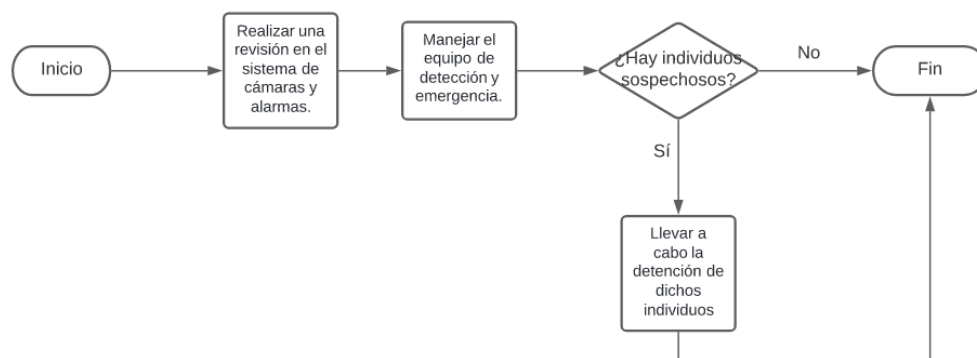 Inicio
Realizar una
revisión en el
sistema de
cámaras y
alarmas.
Manejar el
equipo de
detección y
emergencia.
¿Hay individuos
sospechosos?
No
Fin
Sí
Llevar a
cabo la
detención de
dichos
individuos